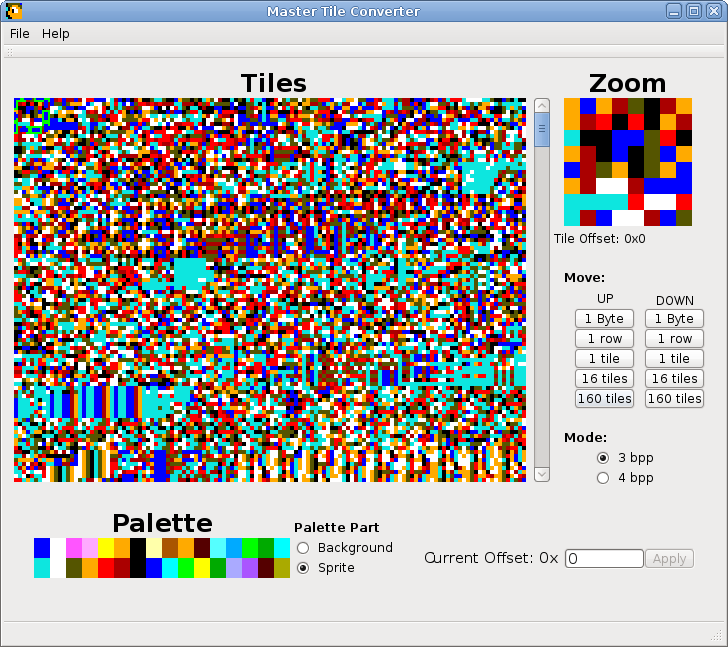 Master Tile Converter
File Help
Tiles
Zoom
Tile Offset: 0x0
Move:
UP DOWN
1 Byte 1 Byte
1 row 1 row
1 tile 1 tile
16 tiles 16 tiles
160 tiles 160 tiles
Mode:
3 bpp
4 bpp
Palette
Palette Part
Background
Sprite
Current Offset: 0x 0 Apply